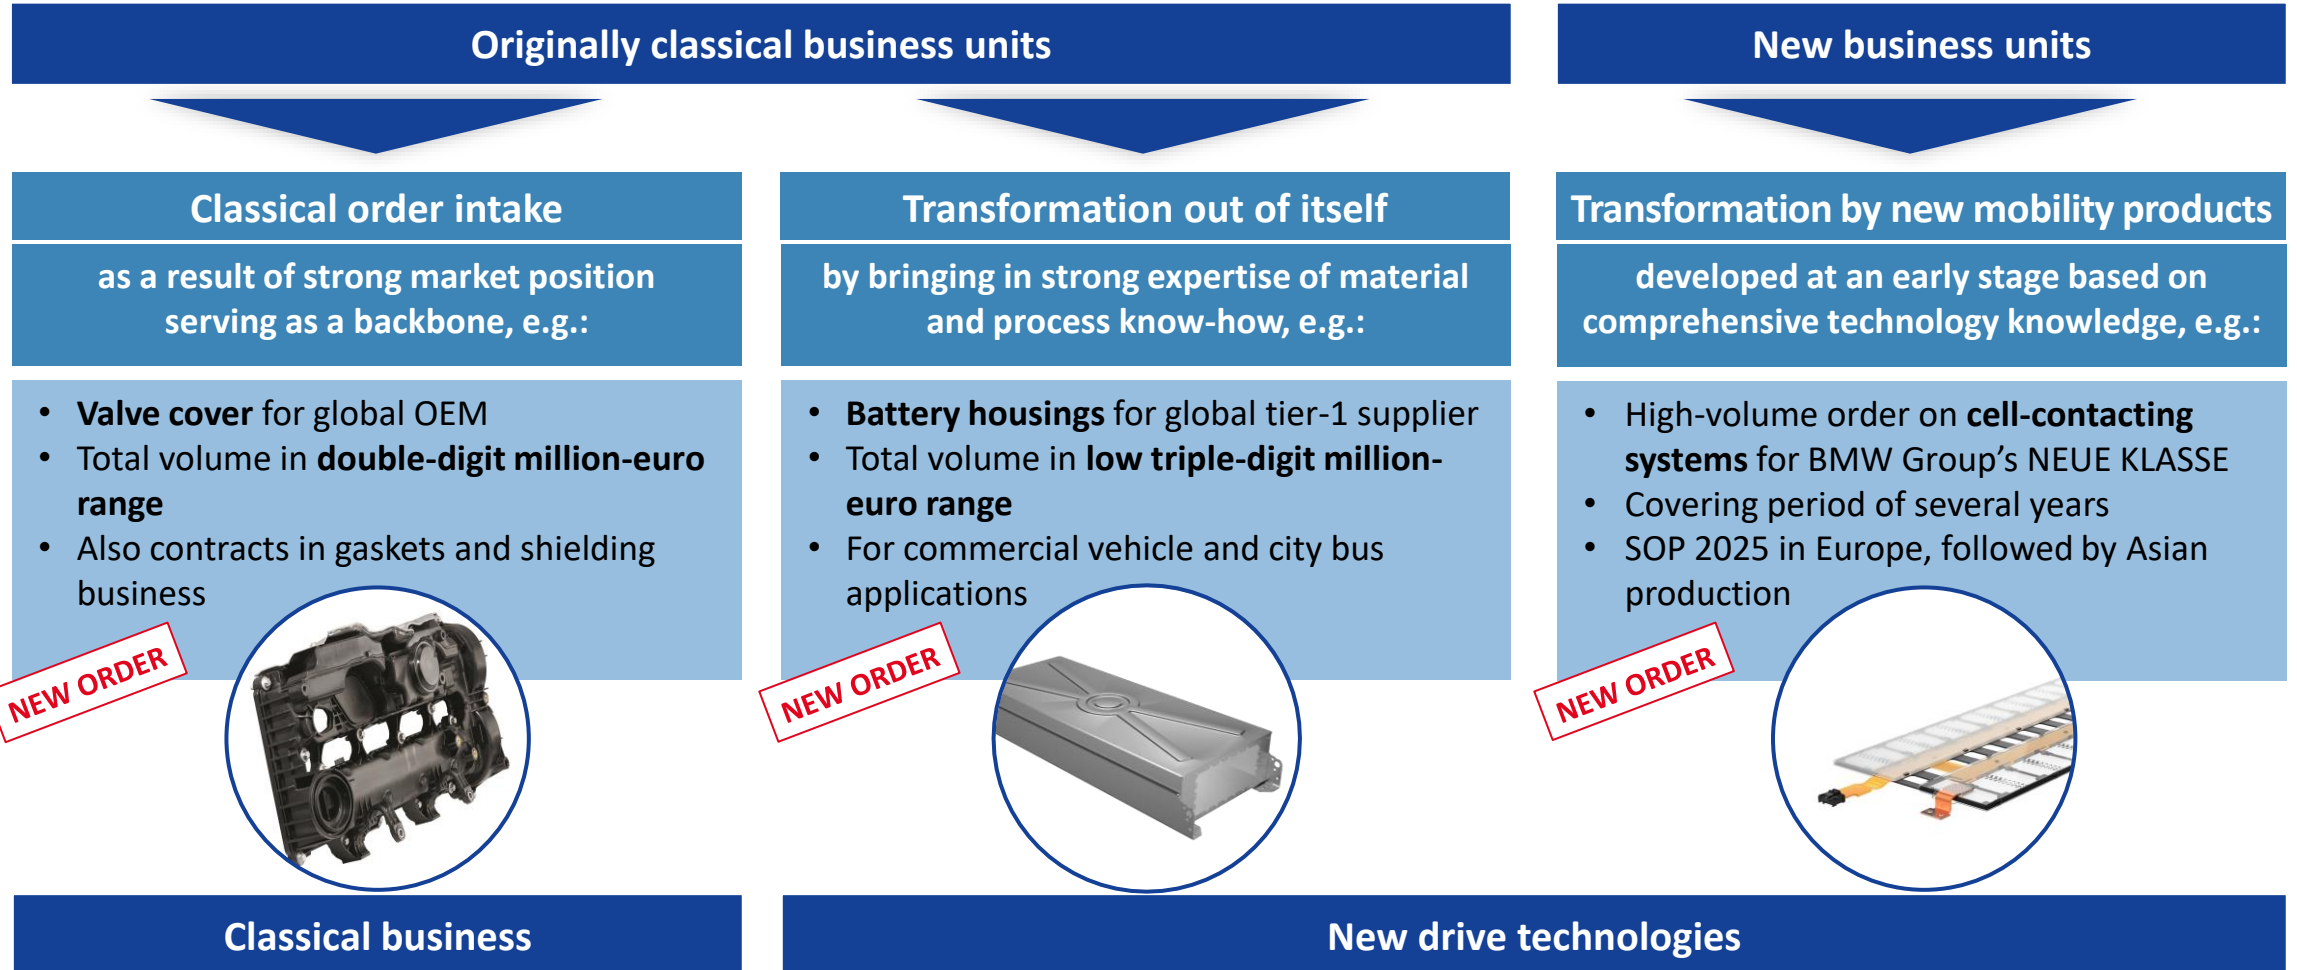 Originally classical business units
New business units
Classical order intake
as a result of strong market position
serving as a backbone, e.g.:
• Valve cover for global OEM
• Total volume in double-digit million-euro
range
• Also contracts in gaskets and shielding
business
NEW ORDER
Transformation out of itself
by bringing in strong expertise of material
and process know-how, e.g.:
• Battery housings for global tier-1 supplier
• Total volume in low triple-digit million-
euro range
• For commercial vehicle and city bus
applications
NEW ORDER
Transformation by new mobility products
developed at an early stage based on
comprehensive technology knowledge, e.g.:
• High-volume order on cell-contacting
systems for BMW Group’s NEUE KLASSE
• Covering period of several years
• SOP 2025 in Europe, followed by Asian
production
NEW ORDER
Classical business
New drive technologies